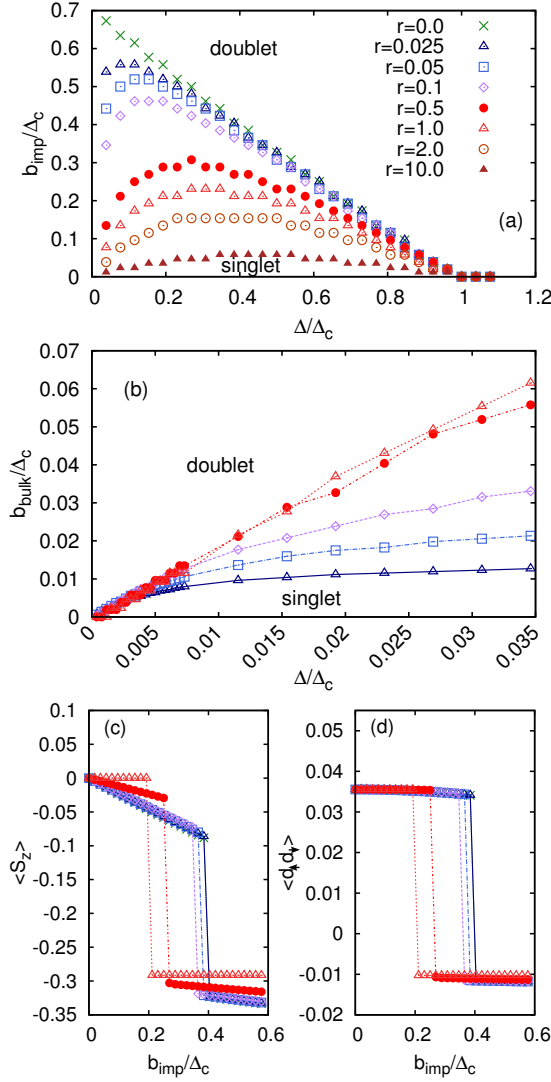 0.7
0.6
0.5
0.4
0.3
0.2
0.1
0
b_imp/Δ_c
doublet
r=0.0
r=0.025
r=0.05
r=0.1
r=0.5
r=1.0
r=2.0
r=10.0
(a)
singlet
0 0.2 0.4 0.6 0.8 1 1.2
Δ/Δ_c
0.07
0.06
0.05
0.04
0.03
0.02
0.01
0
b_bulk/Δ_c
(b)
doublet
singlet
0 0.005 0.01 0.015 0.02 0.025 0.03 0.035
Δ/Δ_c
0.1
0.05
0
-0.05
-0.1
-0.15
-0.2
-0.25
-0.3
-0.35
<S_z>
(c)
0 0.2 0.4 0.6
b_imp/Δ_c
0.05
0.04
0.03
0.02
0.01
0
-0.01
-0.02
<d_↑d_↓>
(d)
0 0.2 0.4 0.6
b_imp/Δ_c